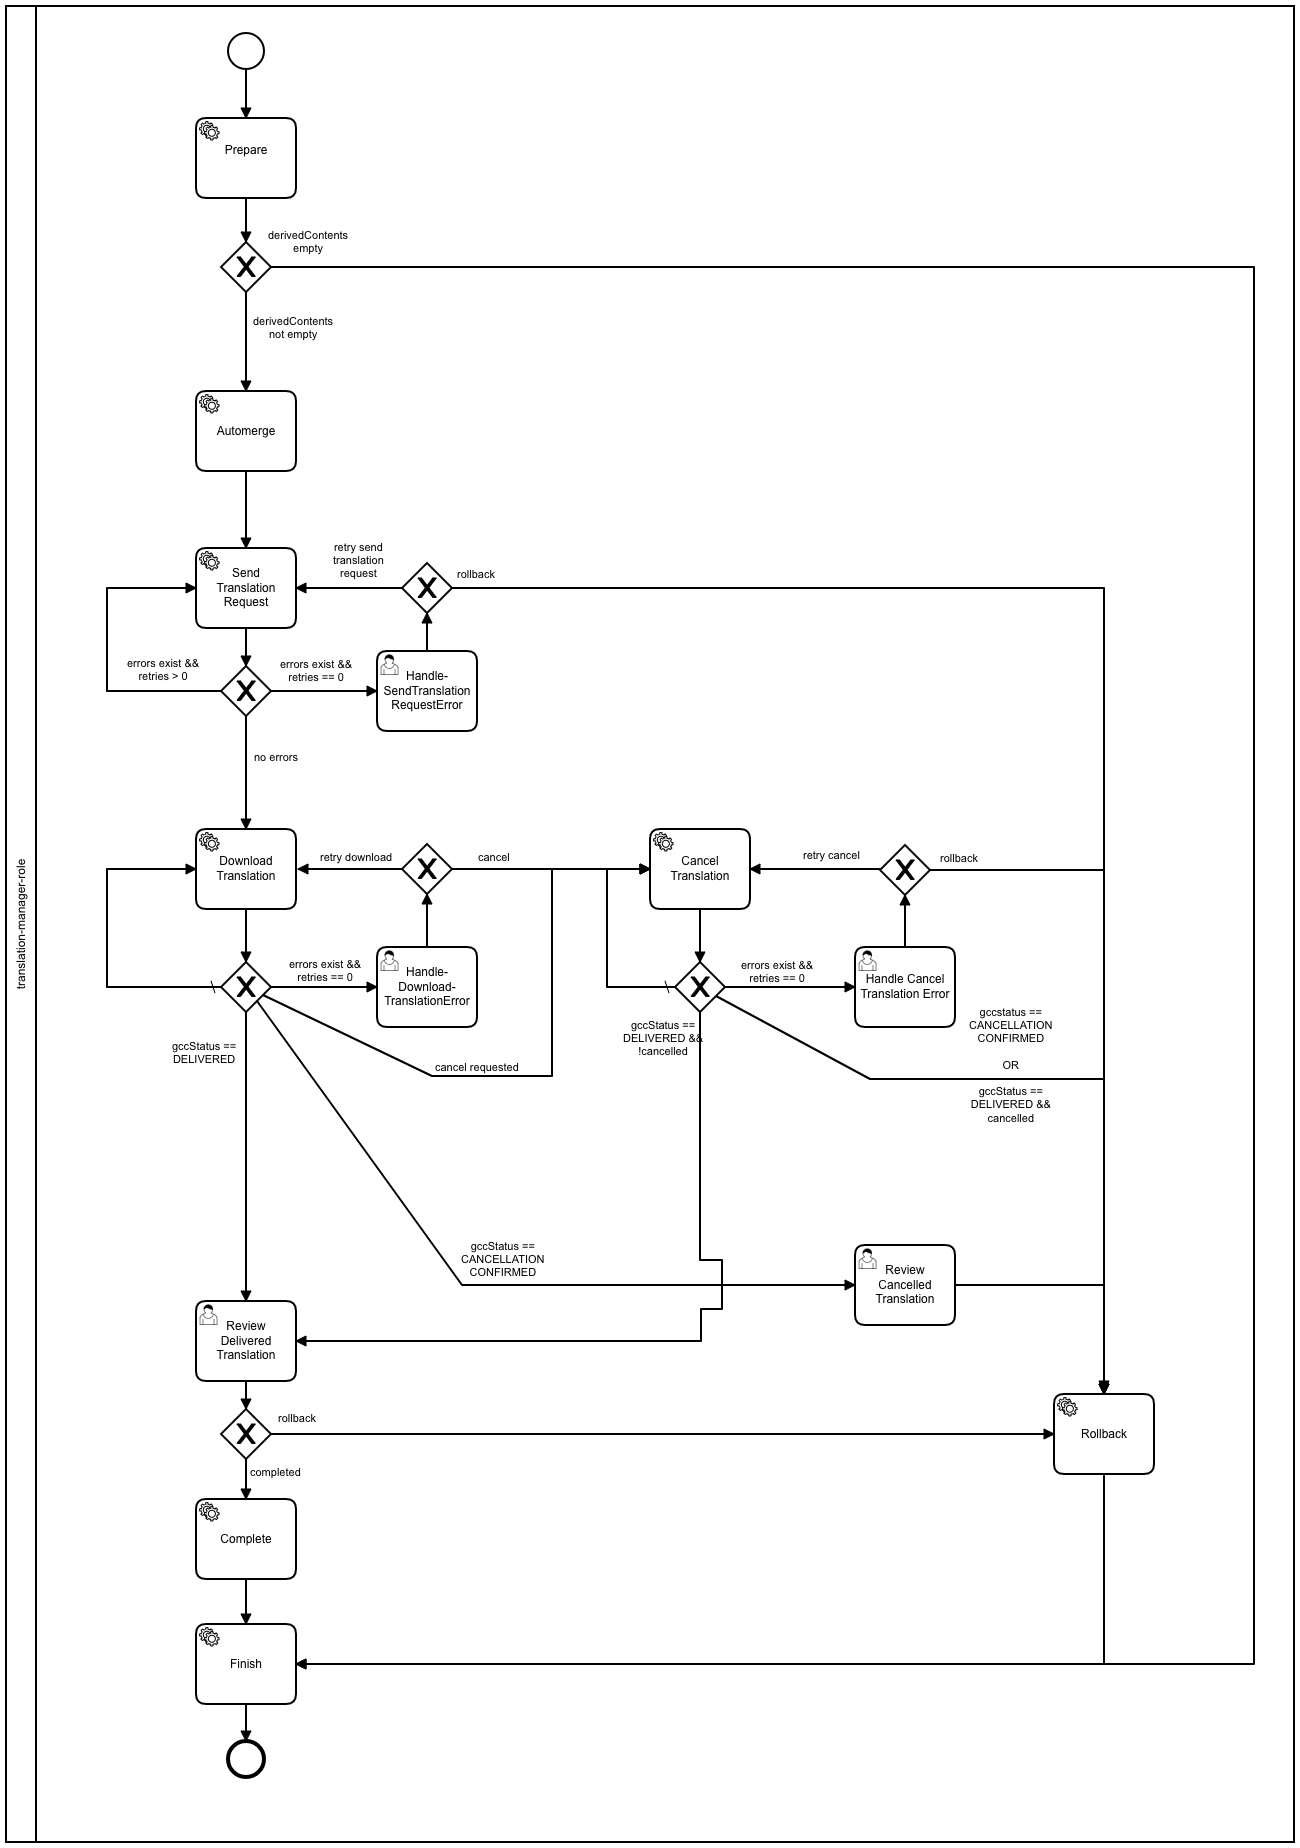 translation-manager-role
Prepare
derivedContents
empty
derivedContents
not empty
Automerge
retry send
translation
request
rollback
Send
Translation
Request
errors exist &&
retries > 0
errors exist &&
retries == 0
Handle-
SendTranslation
RequestError
no errors
Download
Translation
retry download
cancel
Cancel
Translation
retry cancel
rollback
errors exist &&
retries == 0
Handle-
Download-
TranslationError
errors exist &&
retries == 0
Handle Cancel
Translation Error
gccStatus ==
DELIVERED
cancel requested
gccStatus ==
DELIVERED &&
!cancelled
gccstatus ==
CANCELLATION
CONFIRMED
OR
gccStatus ==
DELIVERED &&
cancelled
gccStatus ==
CANCELLATION
CONFIRMED
Review
Cancelled
Translation
Review
Delivered
Translation
rollback
Rollback
completed
Complete
Finish